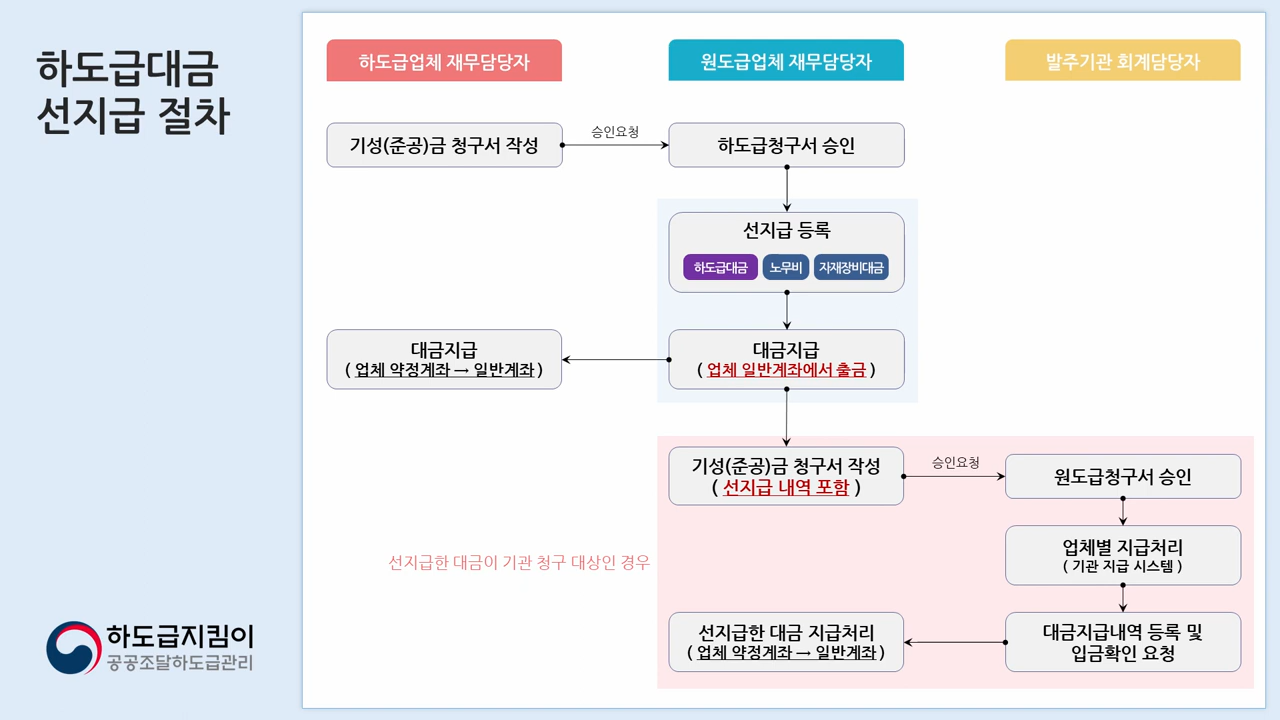 하도급대금
선지급 절차
하도급업체 재무담당자
원도급업체 재무담당자
발주기관 회계담당자
기성(준공)금 청구서 작성
승인요청
하도급청구서 승인
선지급 등록
하도급대금
노무비
자재장비대금
대금지급
( 업체 약정계좌 → 일반계좌 )
대금지급
( 업체 일반계좌에서 출금 )
기성(준공)금 청구서 작성
( 선지급 내역 포함 )
승인요청
원도급청구서 승인
업체별 지급처리
( 기관 지급 시스템 )
선지급한 대금이 기관 청구 대상인 경우
선지급한 대금 지급처리
( 업체 약정계좌 → 일반계좌 )
대금지급내역 등록 및
입금확인 요청
하도급지킴이
공공조달하도급관리